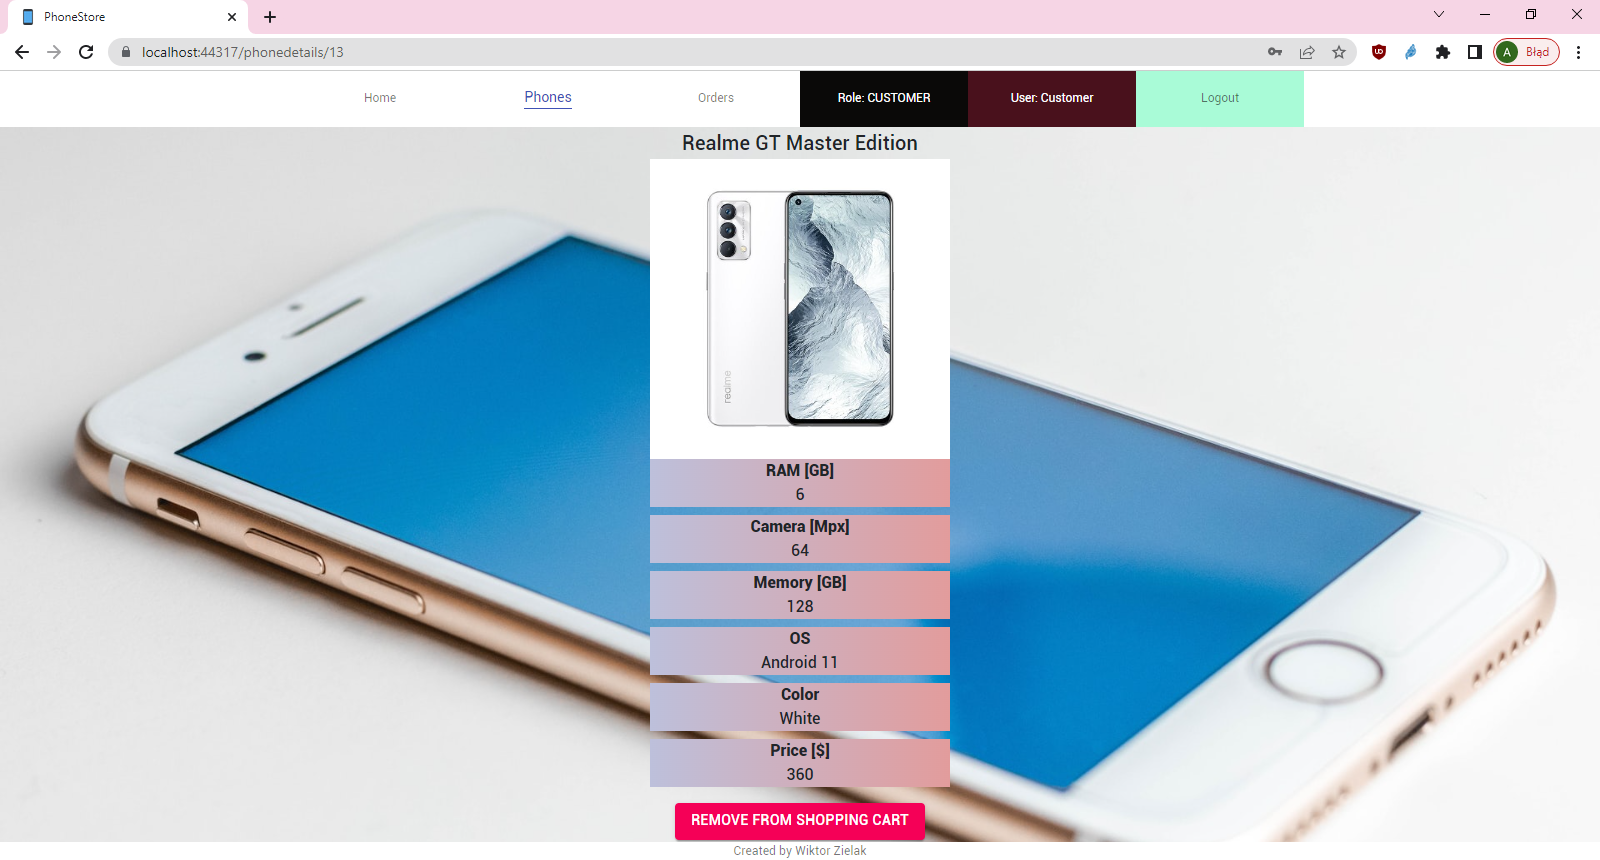 PhoneStore
localhost:44317/phonedetails/13
A Błąd
Home
Phones
Orders
Role: CUSTOMER
User: Customer
Logout
Realme GT Master Edition
realme
RAM [GB]
6
Camera [Mpx]
64
Memory [GB]
128
OS
Android 11
Color
White
Price [$]
360
REMOVE FROM SHOPPING CART
Created by Wiktor Zielak